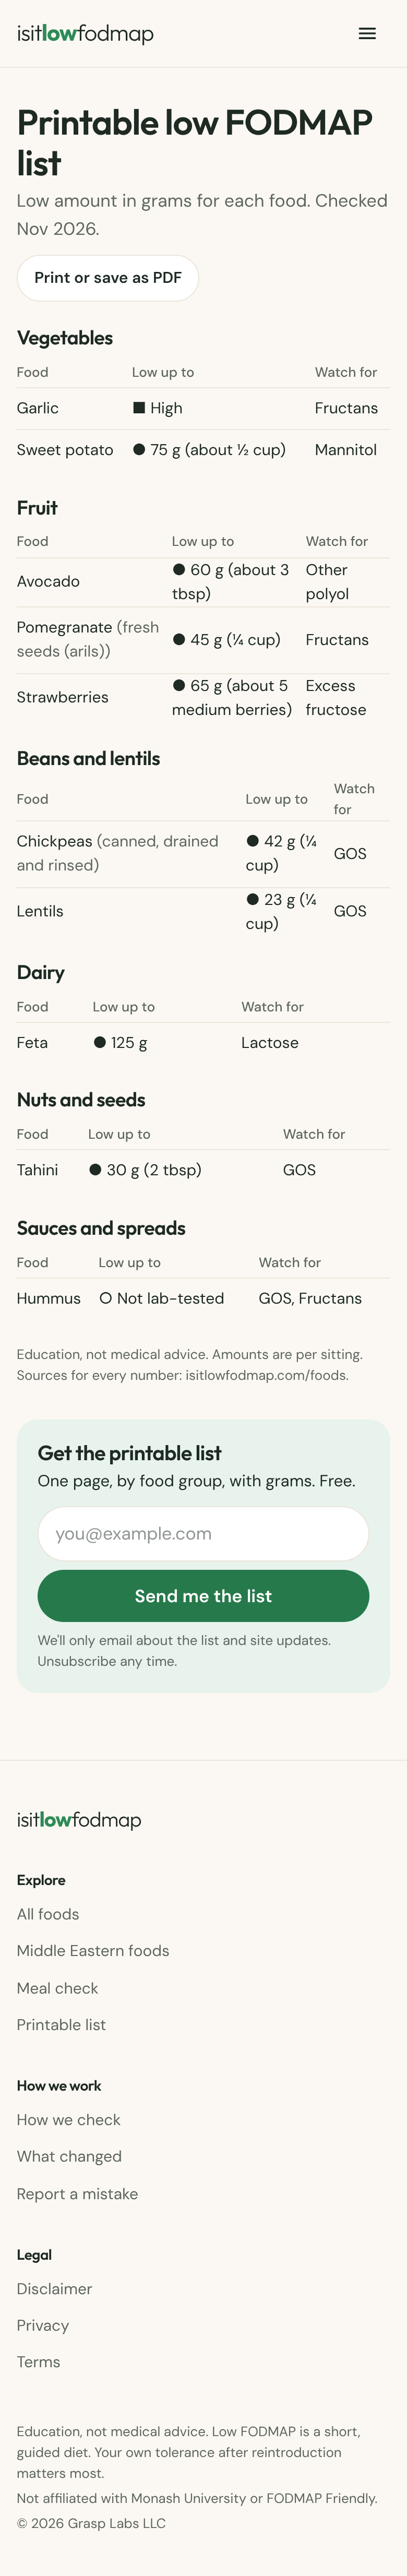 isitlowfodmap
Printable low FODMAP
list
Low amount in grams for each food. Checked
Nov 2026.
Print or save as PDF
Vegetables
Food Low up to Watch for
Garlic ■ High Fructans
Sweet potato ● 75 g (about ½ cup) Mannitol
Fruit
Food Low up to Watch for
Avocado ● 60 g (about 3 tbsp) Other polyol
Pomegranate (fresh seeds (arils)) ● 45 g (¼ cup) Fructans
Strawberries ● 65 g (about 5 medium berries) Excess fructose
Beans and lentils
Food Low up to Watch for
Chickpeas (canned, drained and rinsed) ● 42 g (¼ cup) GOS
Lentils ● 23 g (¼ cup) GOS
Dairy
Food Low up to Watch for
Feta ● 125 g Lactose
Nuts and seeds
Food Low up to Watch for
Tahini ● 30 g (2 tbsp) GOS
Sauces and spreads
Food Low up to Watch for
Hummus ○ Not lab-tested GOS, Fructans
Education, not medical advice. Amounts are per sitting.
Sources for every number: isitlowfodmap.com/foods.
Get the printable list
One page, by food group, with grams. Free.
you@example.com
Send me the list
We'll only email about the list and site updates.
Unsubscribe any time.
isitlowfodmap
Explore
All foods
Middle Eastern foods
Meal check
Printable list
How we work
How we check
What changed
Report a mistake
Legal
Disclaimer
Privacy
Terms
Education, not medical advice. Low FODMAP is a short,
guided diet. Your own tolerance after reintroduction
matters most.
Not affiliated with Monash University or FODMAP Friendly.
© 2026 Grasp Labs LLC